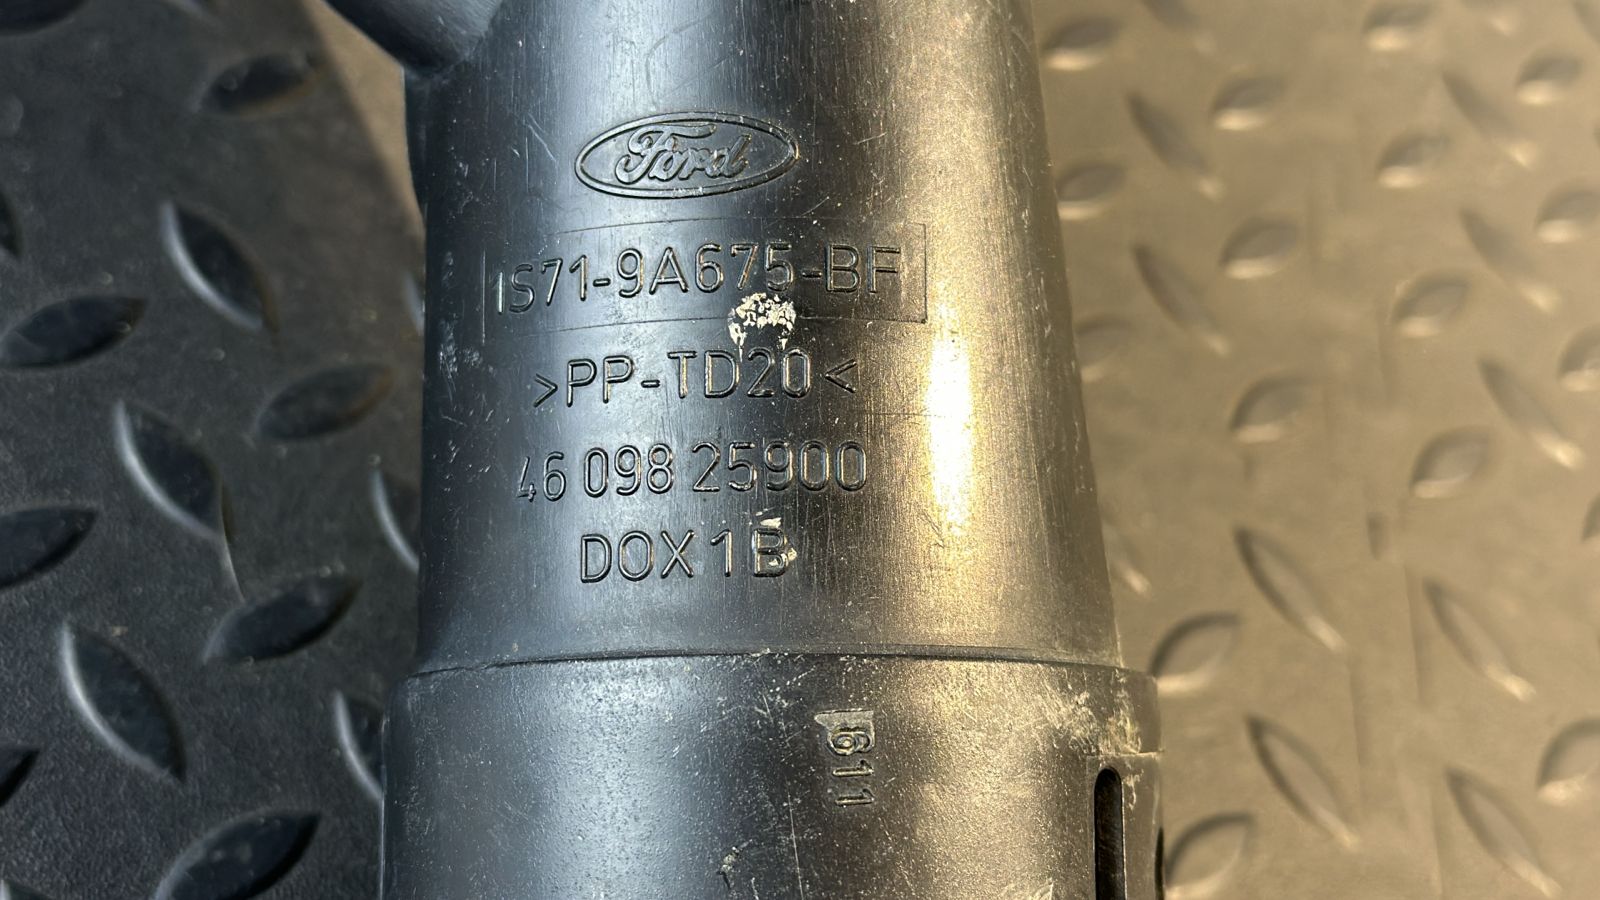 Ford
1S71-9A675-BF
>PP-TD20<
46 098 25900
DOX 1B
611